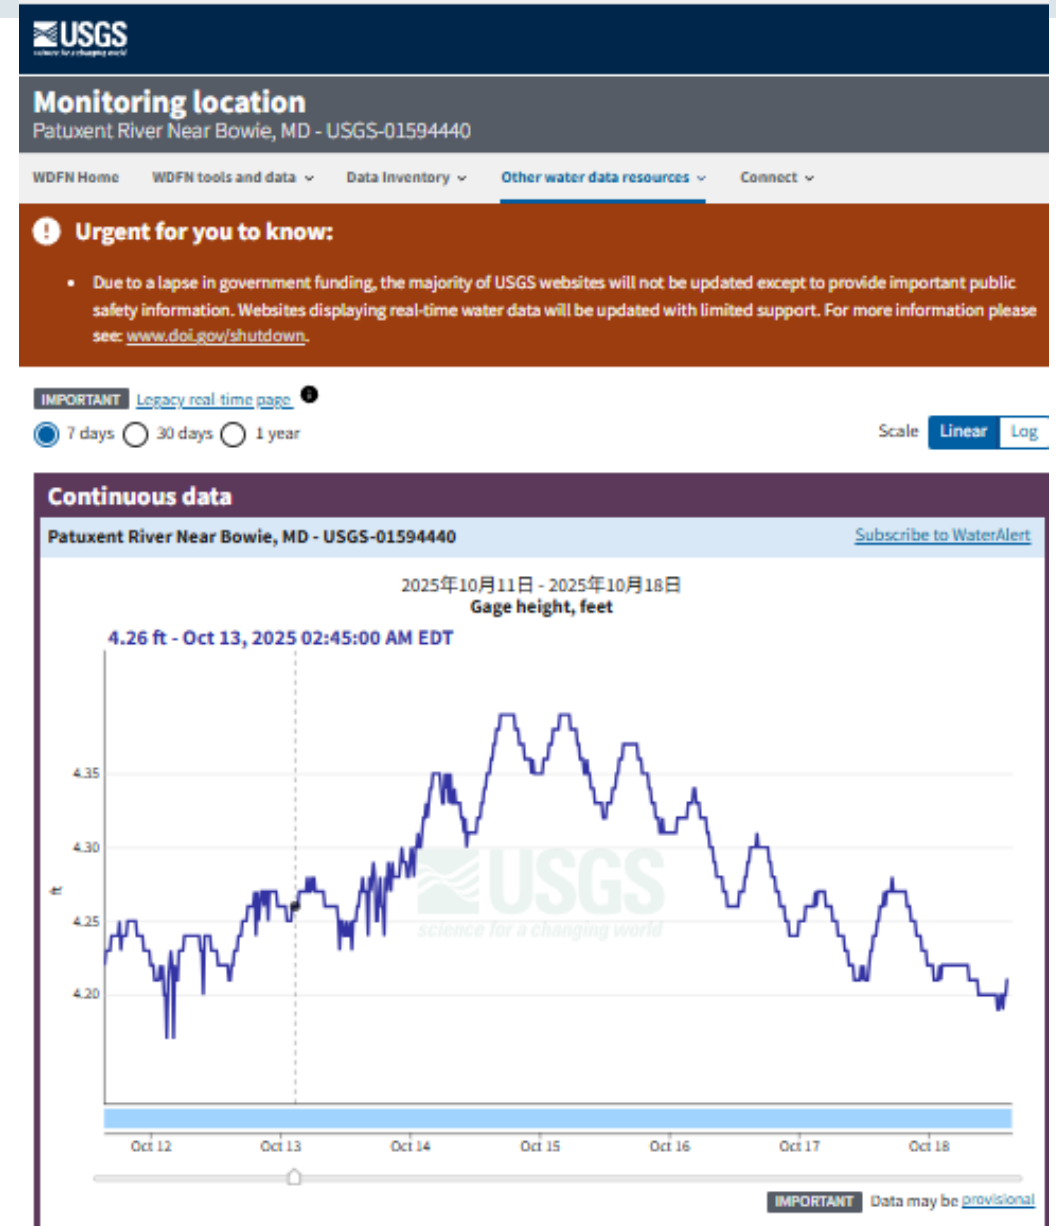 USGS
science for a changing world
Monitoring location
Patuxent River Near Bowie, MD - USGS-01594440
WDFN Home WDFN tools and data Data Inventory Other water data resources Connect
Urgent for you to know:
• Due to a lapse in government funding, the majority of USGS websites will not be updated except to provide important public
safety information. Websites displaying real-time water data will be updated with limited support. For more information please
see: www.doi.gov/shutdown.
IMPORTANT Legacy real-time page
7 days 30 days 1 year Scale Linear Log
Continuous data
Patuxent River Near Bowie, MD - USGS-01594440 Subscribe to WaterAlert
2025年10月11日 - 2025年10月18日
Gage height, feet
4.26 ft - Oct 13, 2025 02:45:00 AM EDT
4.35
4.30
ft
4.25
4.20
USGS
science for a changing world
Oct 12 Oct 13 Oct 14 Oct 15 Oct 16 Oct 17 Oct 18
IMPORTANT Data may be provisional